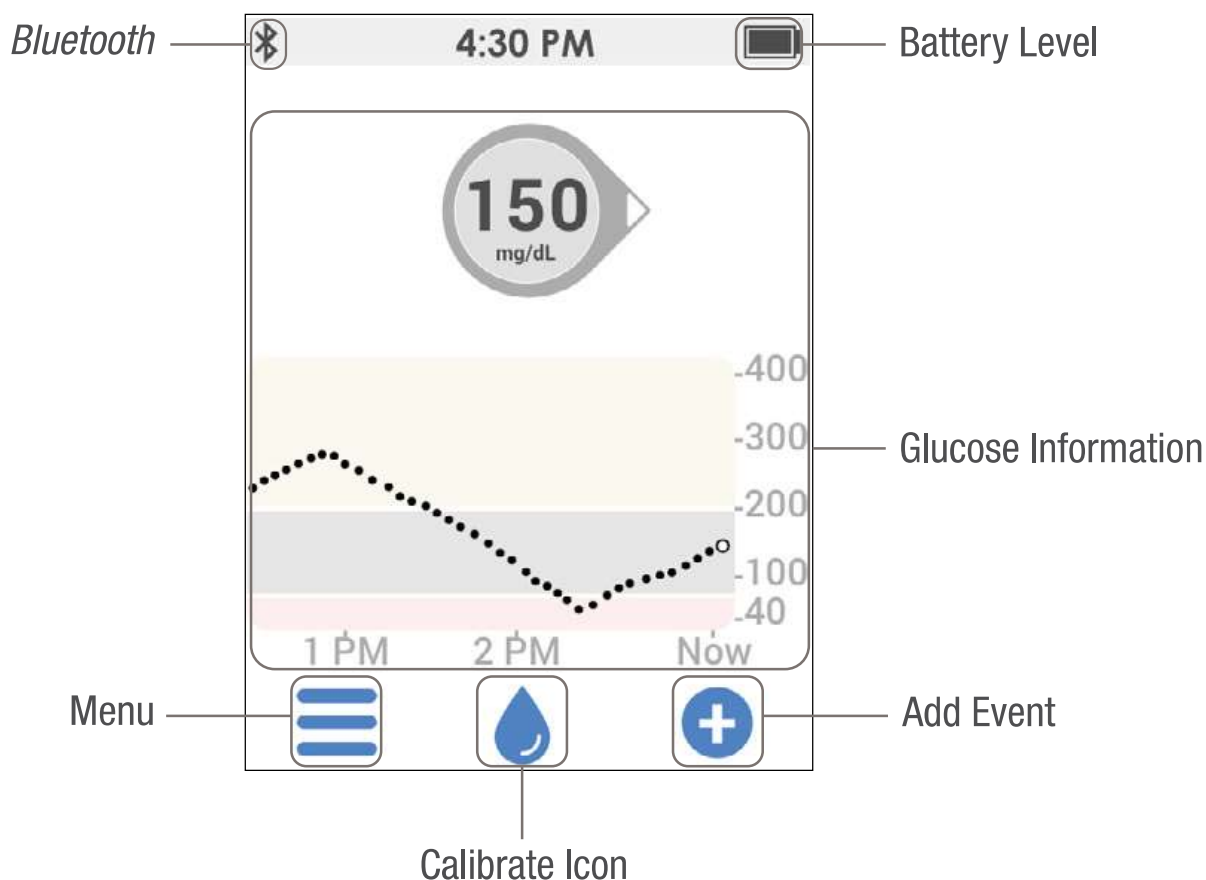 Bluetooth
4:30 PM
Battery Level
150
mg/dL
-400
-300
Glucose Information
-200
-100
-40
1 PM 2 PM Now
Menu
Add Event
Calibrate Icon